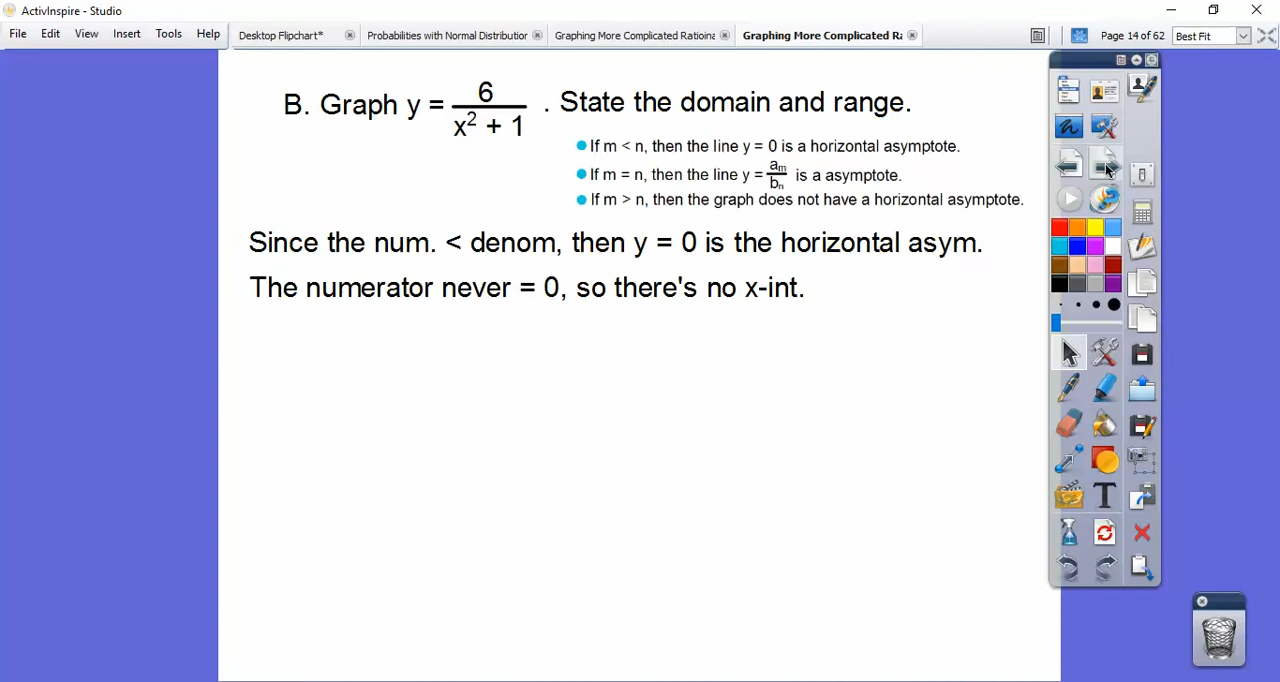 ActivInspire - Studio
File Edit View Insert Tools Help
Desktop Flipchart* Probabilities with Normal Distributior Graphing More Complicated Rationa Graphing More Complicated Ra Page 14 of 62 Best Fit
B. Graph y = 6 / (x² + 1) . State the domain and range.
If m < n, then the line y = 0 is a horizontal asymptote.
If m = n, then the line y = aₘ / bₙ is a asymptote.
If m > n, then the graph does not have a horizontal asymptote.
Since the num. < denom, then y = 0 is the horizontal asym.
The numerator never = 0, so there's no x-int.